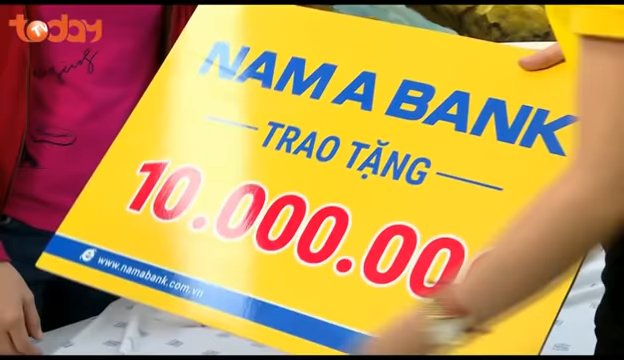 today
NAM A BANK
TRAO TẶNG
10.000.00
www.namabank.com.vn